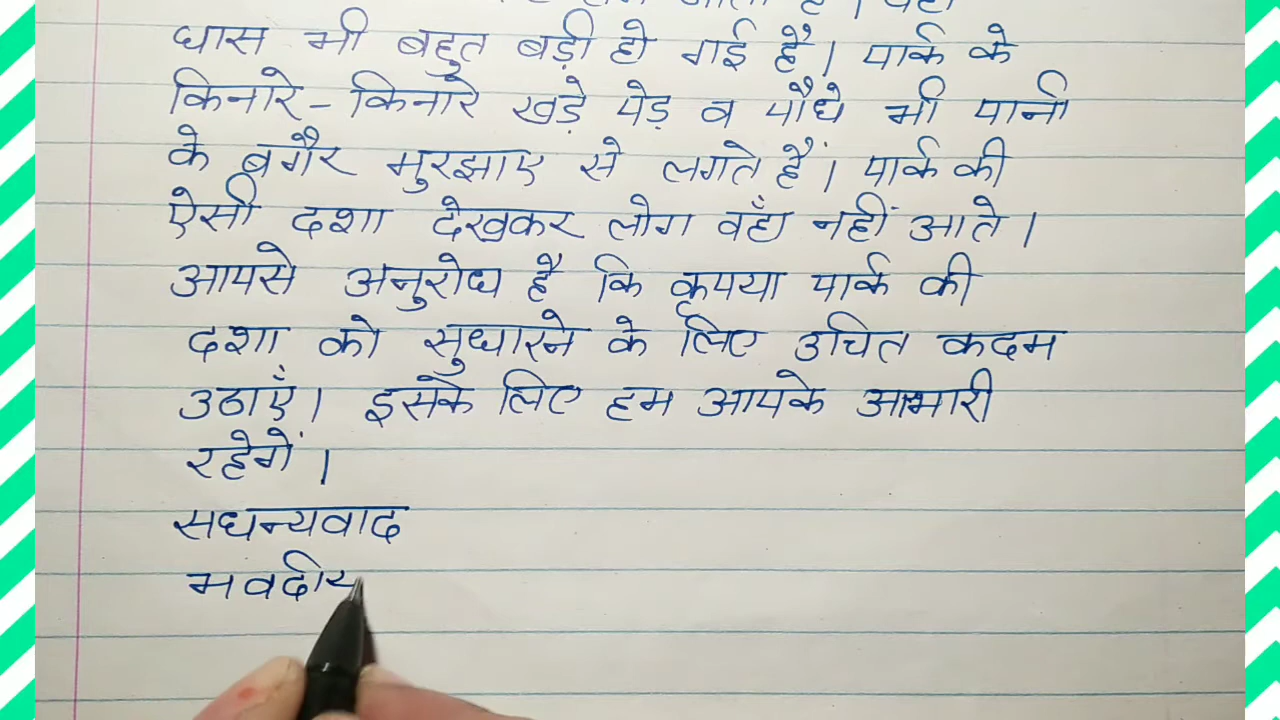 घास भी बहुत बड़ी हो गई है। पार्क के
किनारे-किनारे खड़े पेड़ व पौधे भी पानी
के बगैर मुरझाए से लगते हैं। पार्क की
ऐसी दशा देखकर लोग वहाँ नहीं आते।
आपसे अनुरोध है कि कृपया पार्क की
दशा को सुधारने के लिए उचित कदम
उठाएँ। इसके लिए हम आपके आभारी
रहेगें।
सधन्यवाद
भवदीय